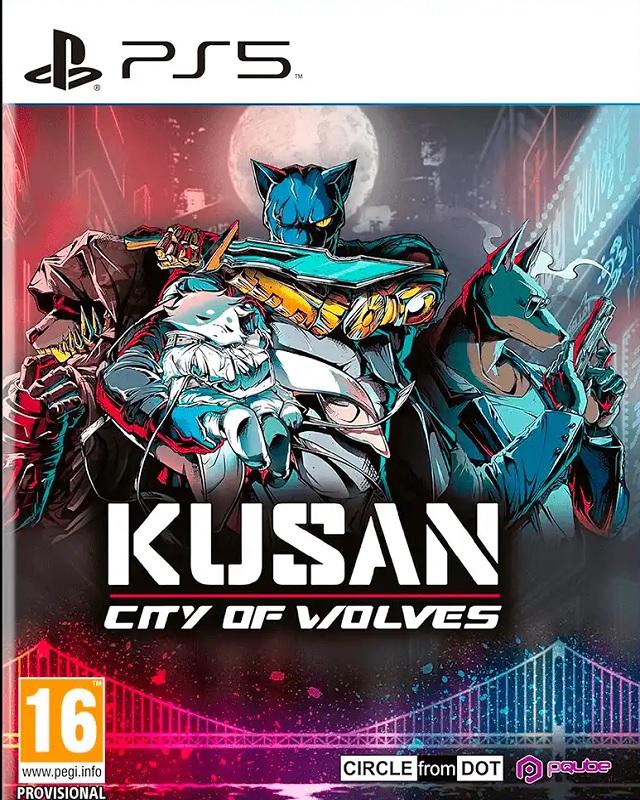 PS5
KUSAN
CITY OF WOLVES
16
www.pegi.info
PROVISIONAL
CIRCLE from DOT
pqube